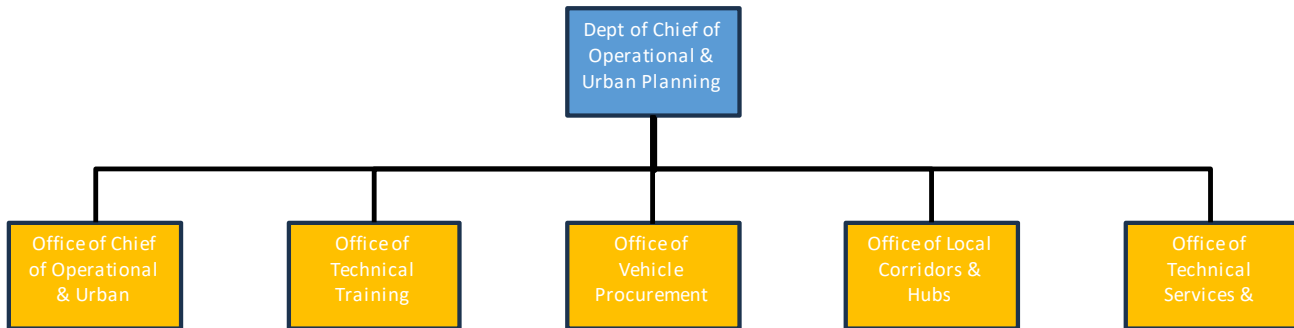 Dept of Chief of
Operational &
Urban Planning
Office of Chief
of Operational
& Urban
Office of
Technical
Training
Office of
Vehicle
Procurement
Office of Local
Corridors &
Hubs
Office of
Technical
Services &